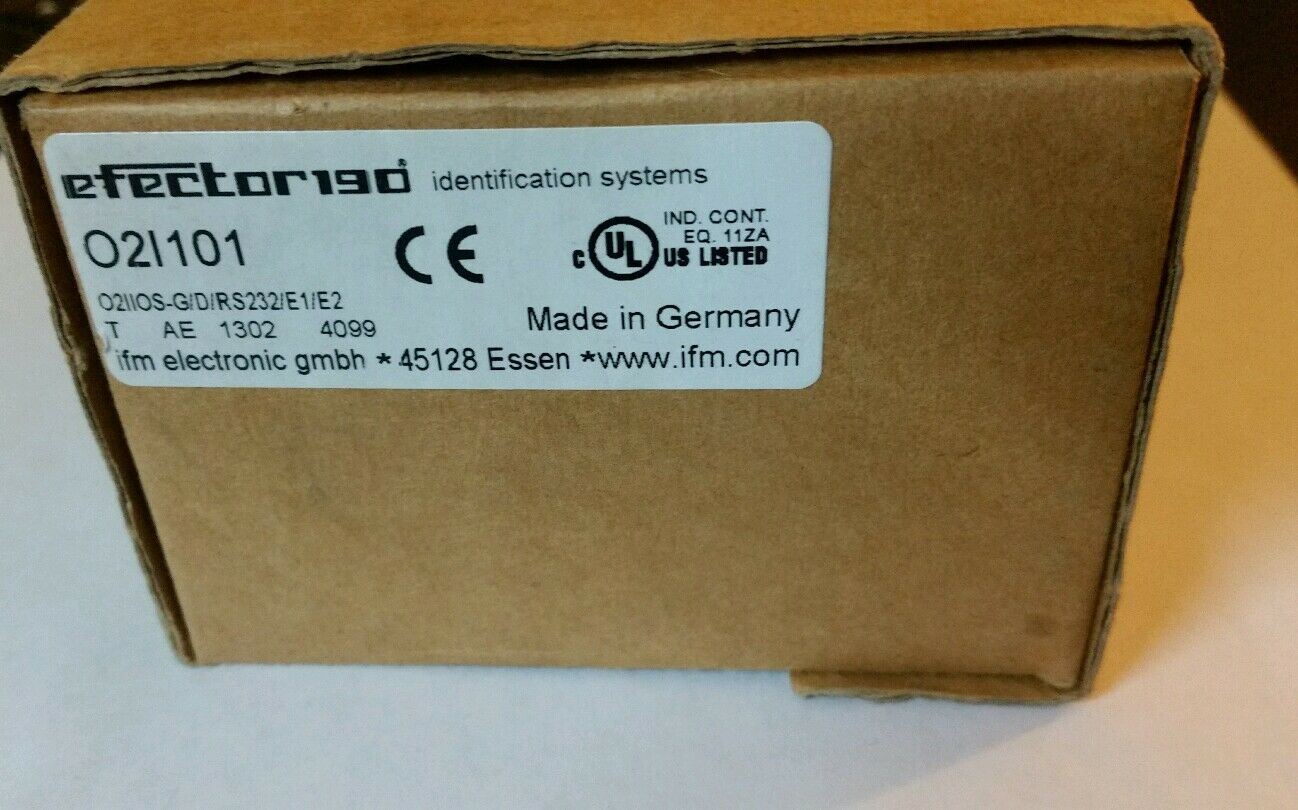 efector190® identification systems
O2I101
CE
c UL US LISTED
IND. CONT.
EQ. 11ZA
O2IIOS-G/D/RS232/E1/E2
T AE 1302 4099
Made in Germany
ifm electronic gmbh * 45128 Essen *www.ifm.com